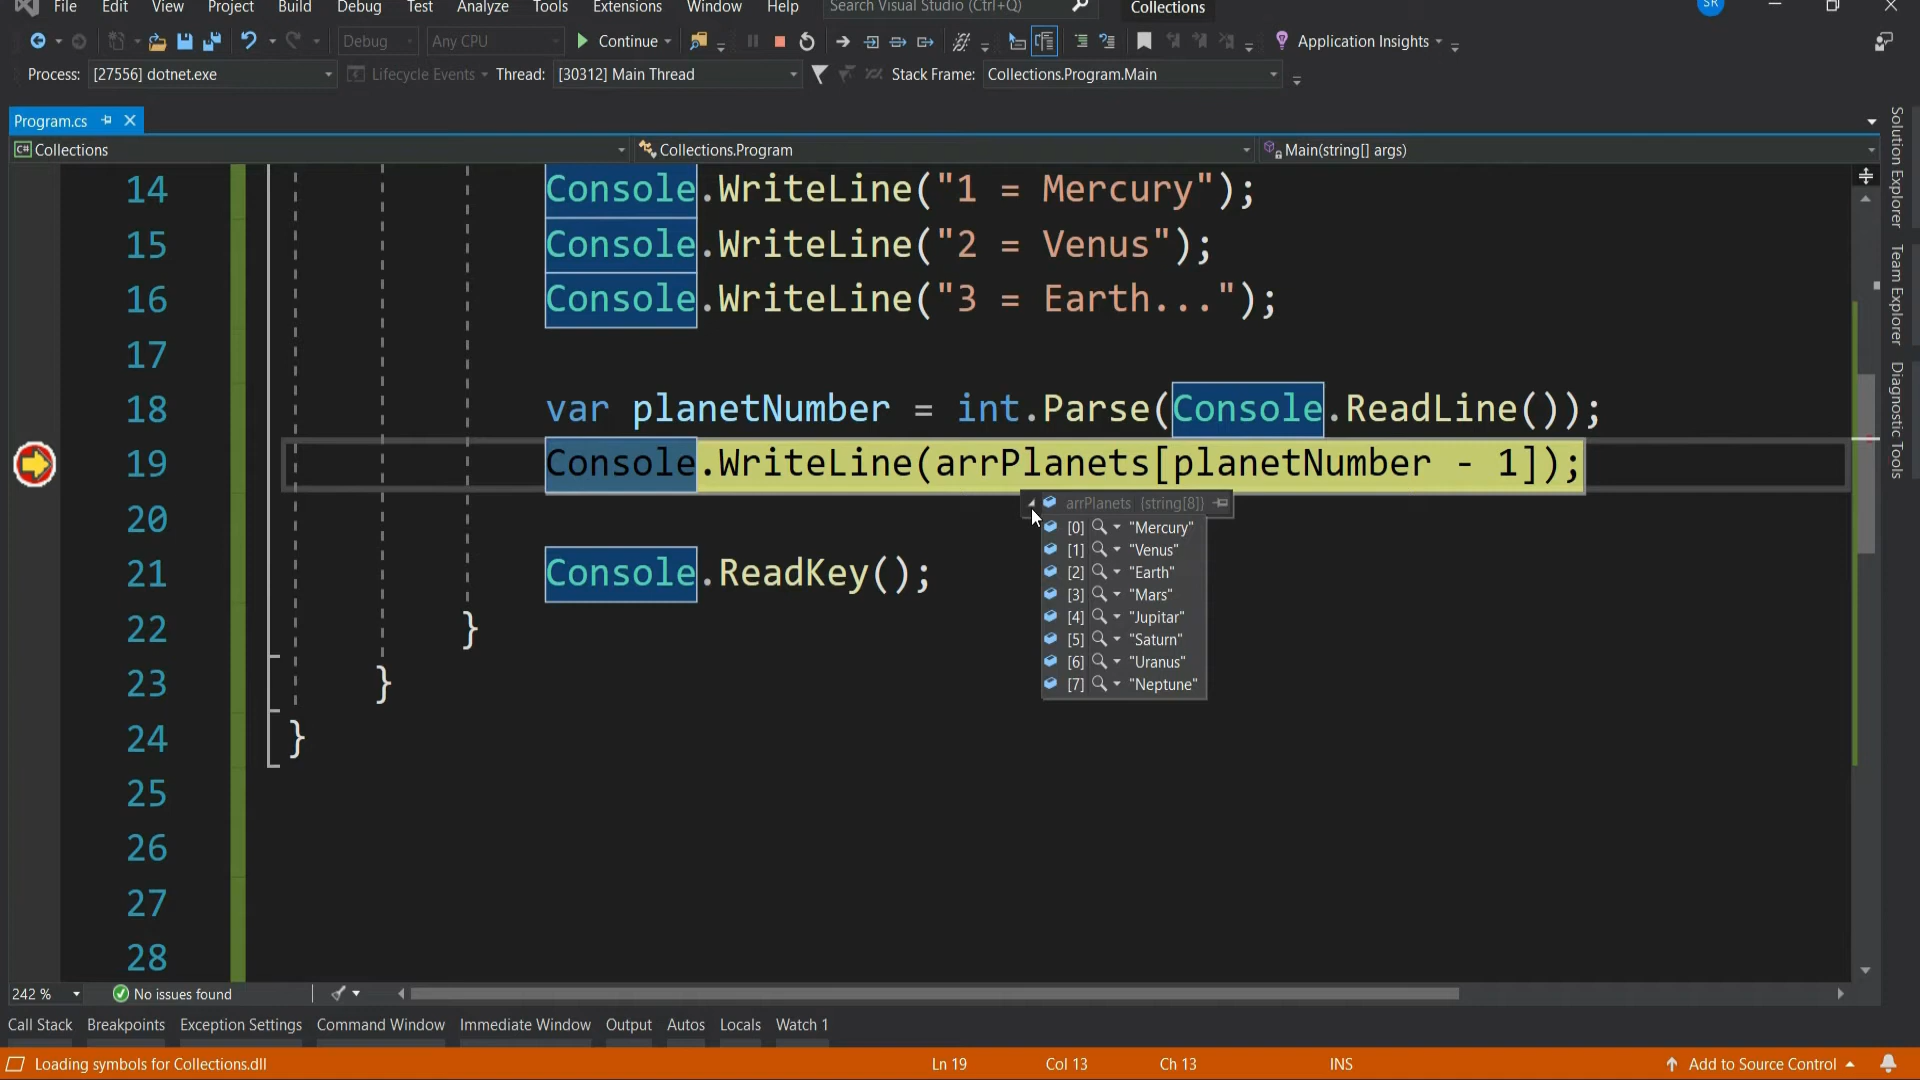 File Edit View Project Build Debug Test Analyze Tools Extensions Window Help Search Visual Studio (Ctrl+Q) Collections SR
Debug Any CPU Continue Application Insights
Process: [27556] dotnet.exe Lifecycle Events Thread: [30312] Main Thread Stack Frame: Collections.Program.Main
Program.cs
C# Collections Collections.Program Main(string[] args)
14 Console.WriteLine("1 = Mercury");
15 Console.WriteLine("2 = Venus");
16 Console.WriteLine("3 = Earth...");
17
18 var planetNumber = int.Parse(Console.ReadLine());
19 Console.WriteLine(arrPlanets[planetNumber - 1]);
arrPlanets {string[8]}
20
[0] "Mercury"
[1] "Venus"
21 Console.ReadKey();
[2] "Earth"
[3] "Mars"
[4] "Jupitar"
22 }
[5] "Saturn"
[6] "Uranus"
23 }
[7] "Neptune"
24 }
25
26
27
28
Solution Explorer
Team Explorer
Diagnostic Tools
242 % No issues found
Call Stack Breakpoints Exception Settings Command Window Immediate Window Output Autos Locals Watch 1
Loading symbols for Collections.dll Ln 19 Col 13 Ch 13 INS Add to Source Control